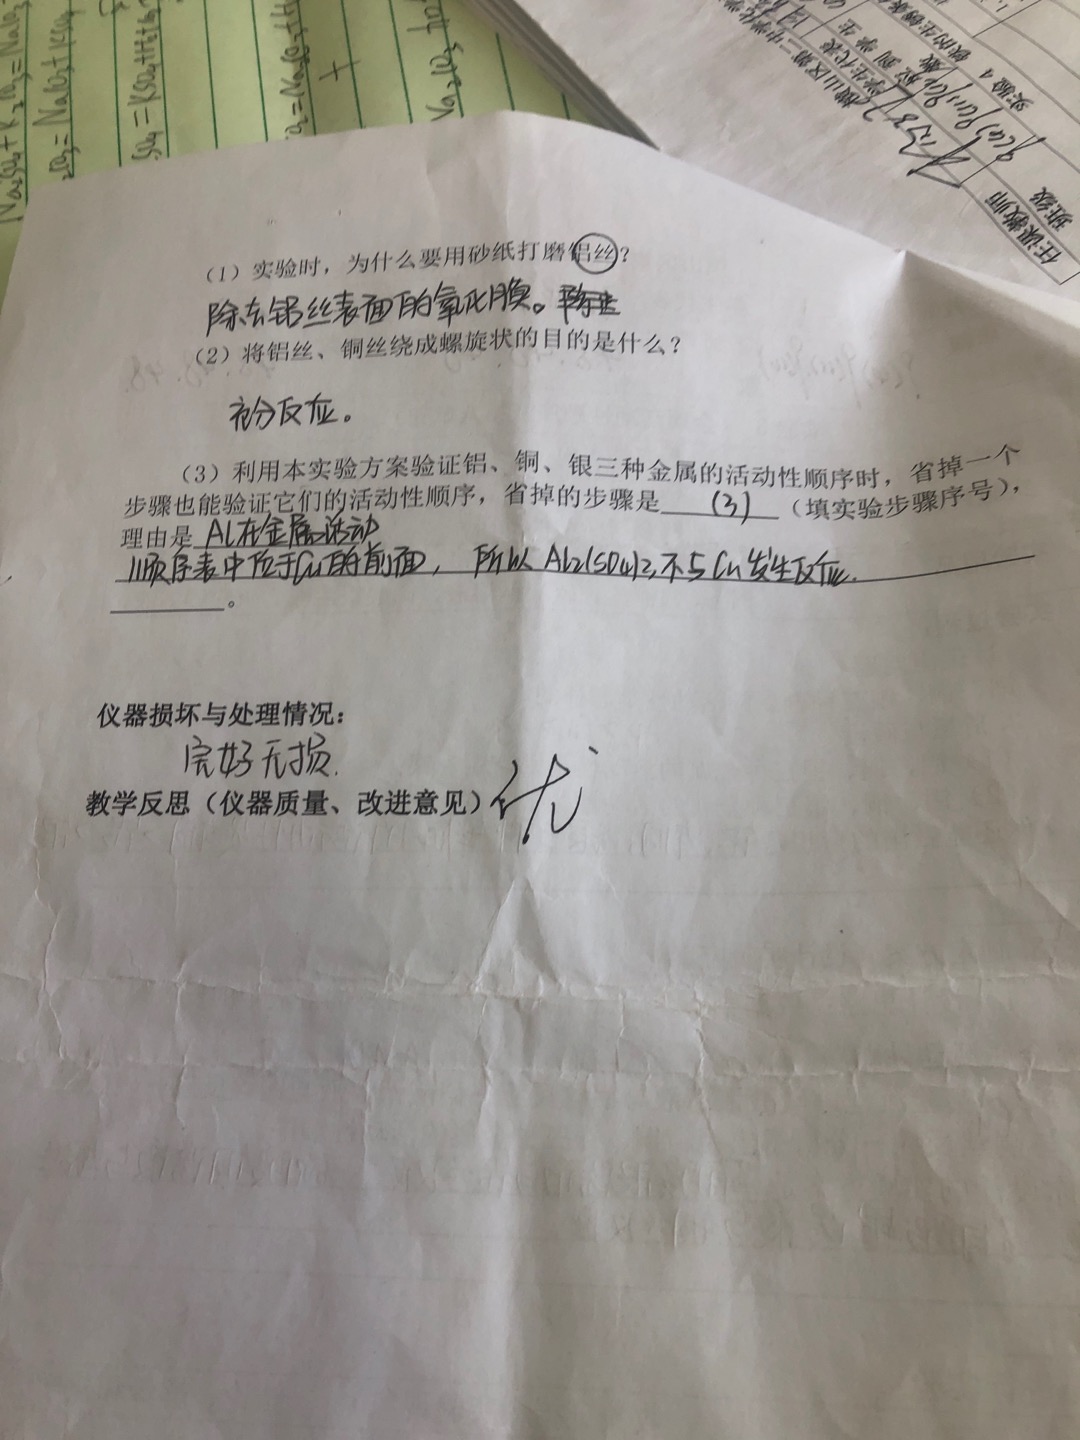 (1)实验时，为什么要用砂纸打磨铝丝？
除去铝丝表面的氧化膜。
(2)将铝丝、铜丝绕成螺旋状的目的是什么？
充分反应。
(3)利用本实验方案验证铝、铜、银三种金属的活动性顺序时，省掉一个
步骤也能验证它们的活动性顺序，省掉的步骤是 (3) (填实验步骤序号)，
理由是 Al在金属活动
顺序表中位于Cu的前面，所以Al2(SO4)3不与Cu发生反应.
。
仪器损坏与处理情况：
完好无损.
教学反思（仪器质量、改进意见）优
任课教师
班级